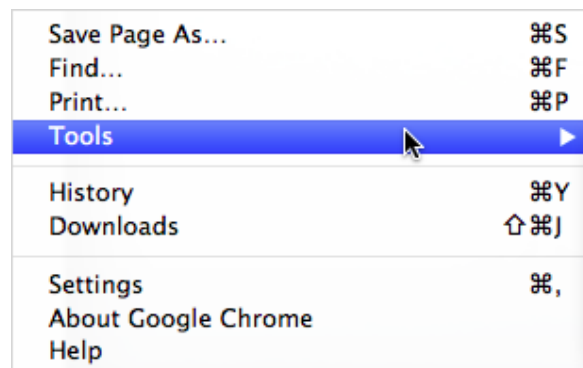 Save Page As... ⌘S
Find... ⌘F
Print... ⌘P
Tools ▶
History ⌘Y
Downloads ⇧⌘J
Settings ⌘,
About Google Chrome
Help